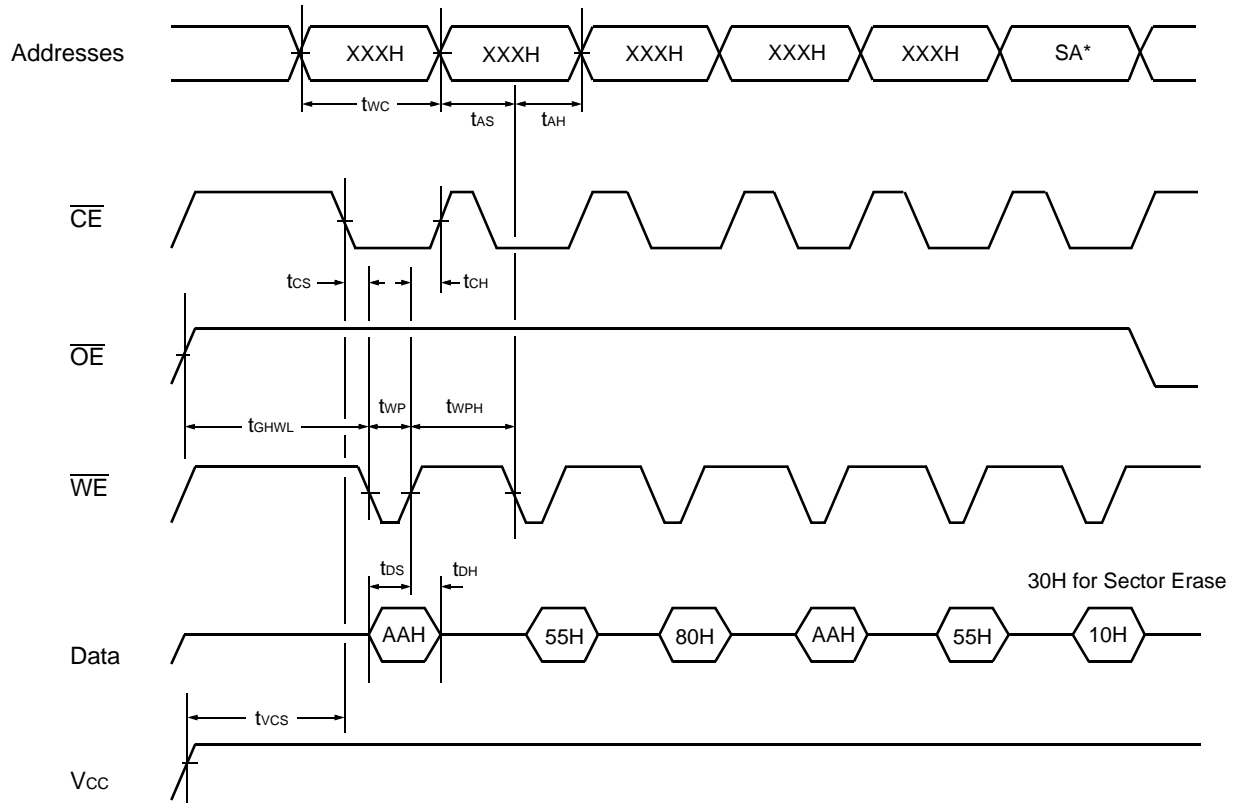 Addresses XXXH XXXH XXXH XXXH XXXH SA*
tWC tAS tAH
CE
tCS tCH
OE
tGHWL tWP tWPH
WE
tDS tDH
30H for Sector Erase
Data AAH 55H 80H AAH 55H 10H
tVCS
VCC